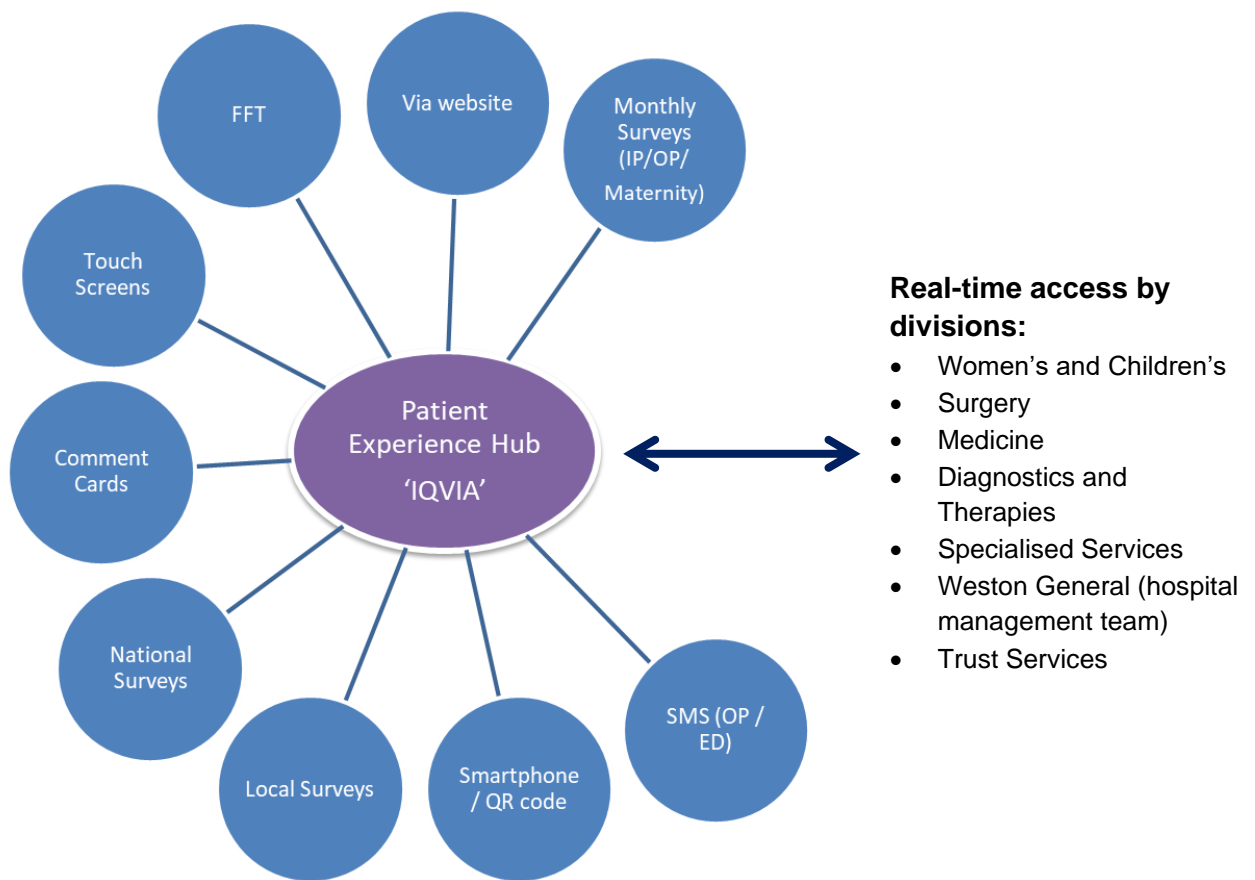 FFT
Via website
Monthly
Surveys
(IP/OP/
Maternity)
Touch
Screens
Comment
Cards
National
Surveys
Local Surveys
Smartphone
/ QR code
SMS (OP /
ED)
Patient
Experience Hub
‘IQVIA’
Real-time access by
divisions:
• Women’s and Children’s
• Surgery
• Medicine
• Diagnostics and
Therapies
• Specialised Services
• Weston General (hospital
management team)
• Trust Services